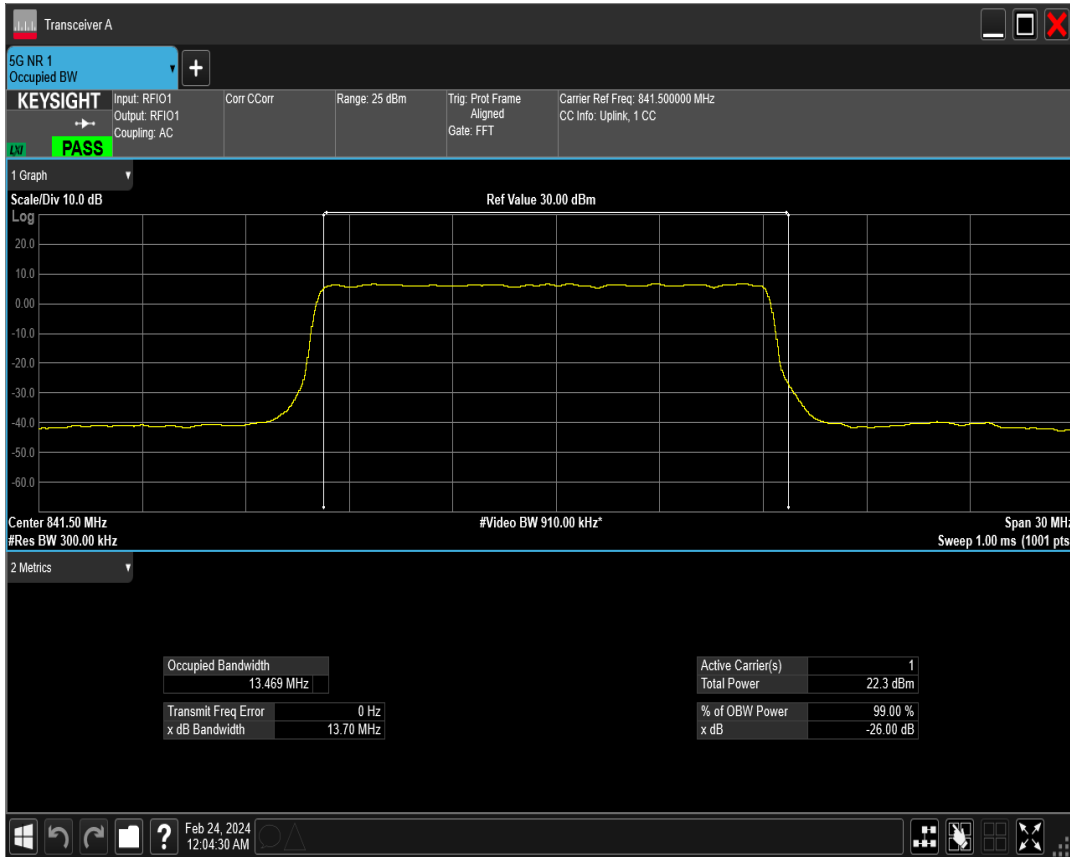 Transceiver A
5G NR 1
Occupied BW
+
KEYSIGHT
LXI
PASS
Input: RFIO1
Output: RFIO1
Coupling: AC
Corr CCorr
Range: 25 dBm
Trig: Prot Frame
Aligned
Gate: FFT
Carrier Ref Freq: 841.500000 MHz
CC Info: Uplink, 1 CC
1 Graph
Scale/Div 10.0 dB
Ref Value 30.00 dBm
Log
20.0
10.0
0.00
-10.0
-20.0
-30.0
-40.0
-50.0
-60.0
Center 841.50 MHz
#Video BW 910.00 kHz*
Span 30 MHz
#Res BW 300.00 kHz
Sweep 1.00 ms (1001 pts
2 Metrics
Occupied Bandwidth
13.469 MHz
Transmit Freq Error 0 Hz
x dB Bandwidth 13.70 MHz
Active Carrier(s) 1
Total Power 22.3 dBm
% of OBW Power 99.00 %
x dB -26.00 dB
?
Feb 24, 2024
12:04:30 AM